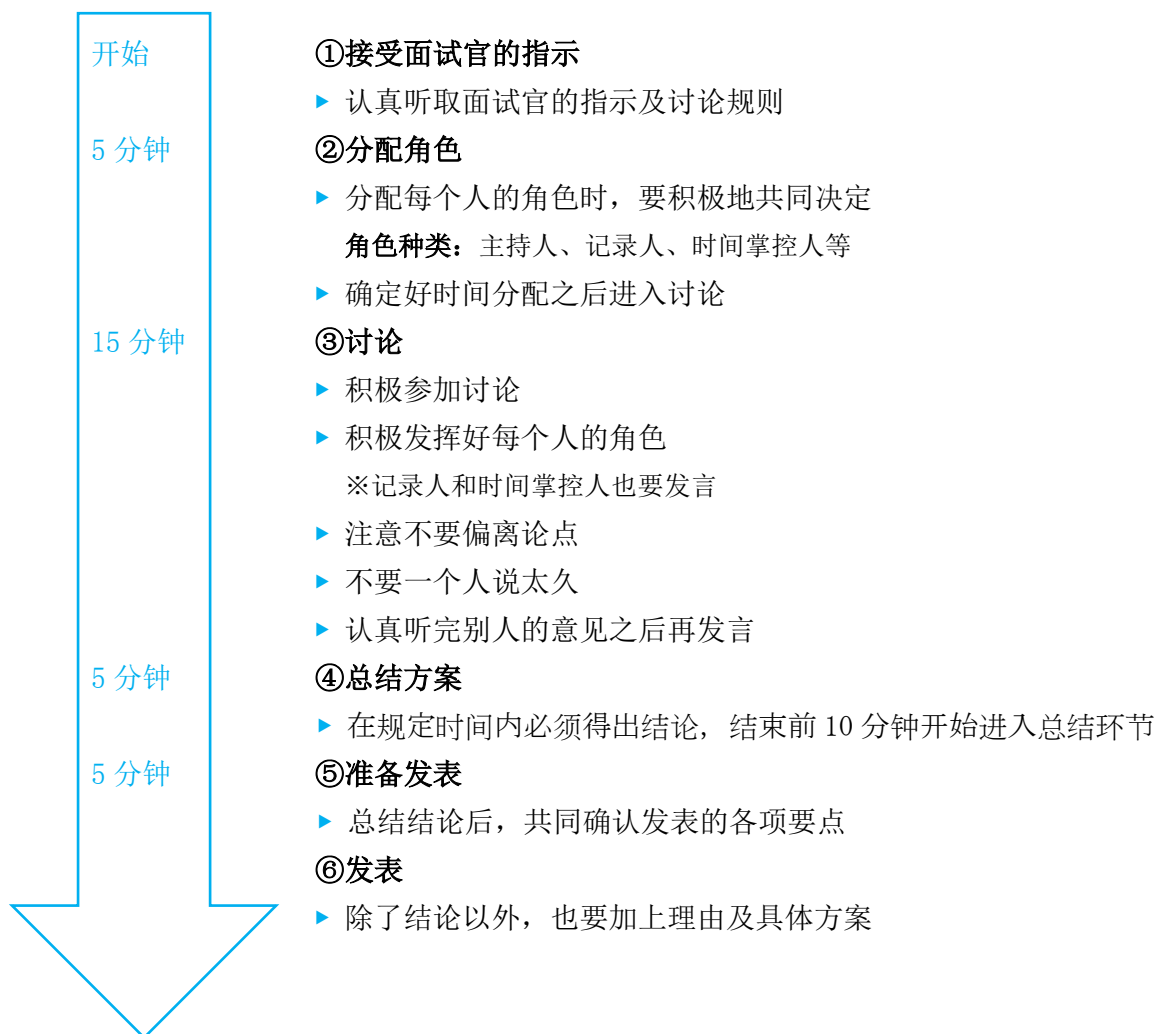 开始 ①接受面试官的指示
▶ 认真听取面试官的指示及讨论规则
5 分钟 ②分配角色
▶ 分配每个人的角色时，要积极地共同决定
角色种类：主持人、记录人、时间掌控人等
▶ 确定好时间分配之后进入讨论
15 分钟 ③讨论
▶ 积极参加讨论
▶ 积极发挥好每个人的角色
※记录人和时间掌控人也要发言
▶ 注意不要偏离论点
▶ 不要一个人说太久
▶ 认真听完别人的意见之后再发言
5 分钟 ④总结方案
▶ 在规定时间内必须得出结论, 结束前 10 分钟开始进入总结环节
5 分钟 ⑤准备发表
▶ 总结结论后，共同确认发表的各项要点
⑥发表
▶ 除了结论以外，也要加上理由及具体方案